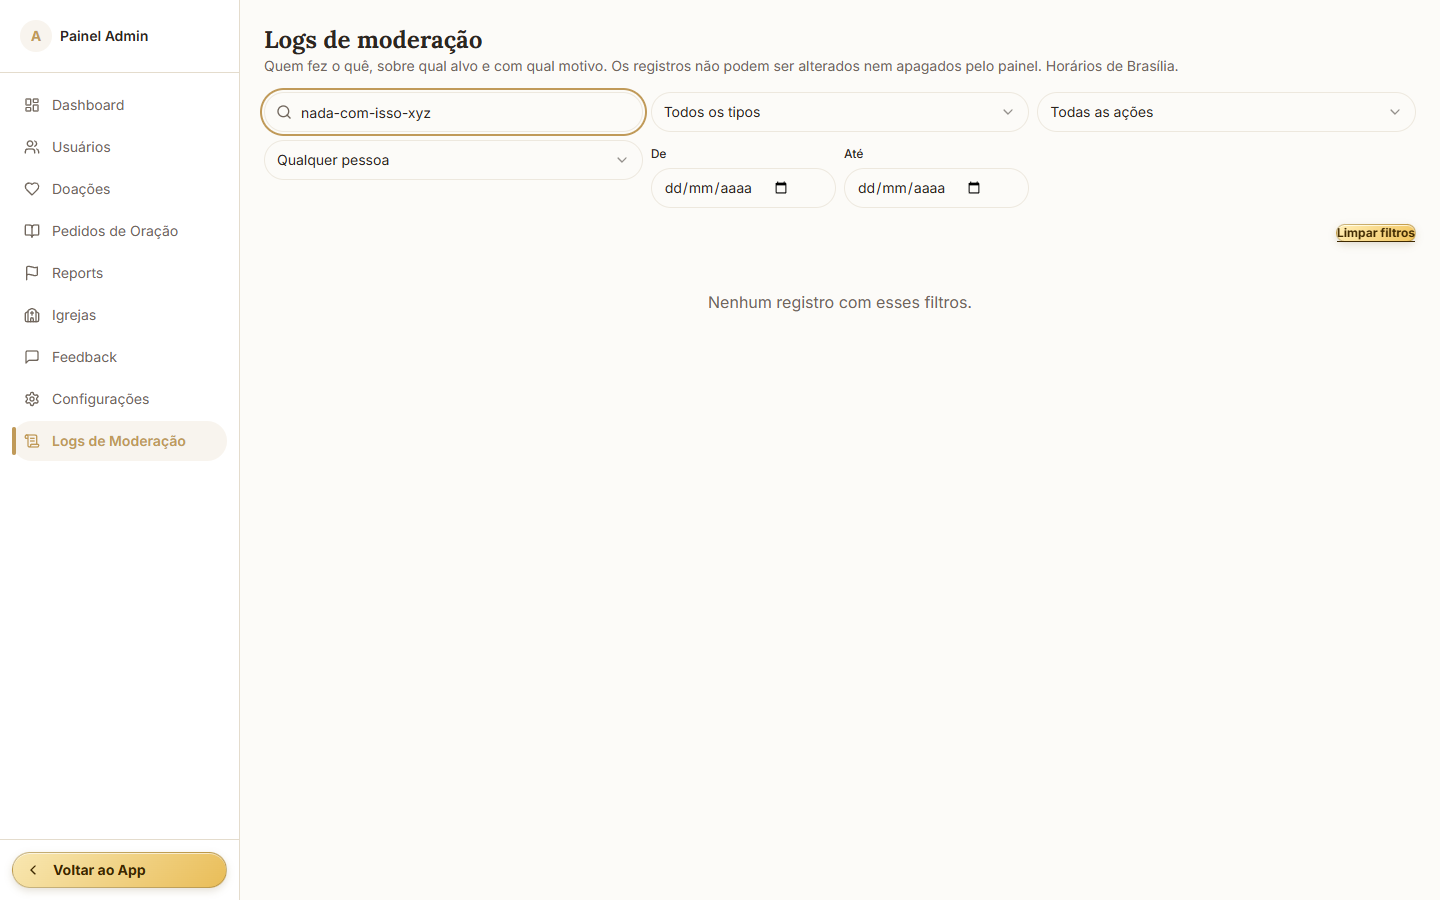 A Painel Admin
Dashboard
Usuários
Doações
Pedidos de Oração
Reports
Igrejas
Feedback
Configurações
Logs de Moderação
Voltar ao App
Logs de moderação
Quem fez o quê, sobre qual alvo e com qual motivo. Os registros não podem ser alterados nem apagados pelo painel. Horários de Brasília.
nada-com-isso-xyz
Todos os tipos
Todas as ações
Qualquer pessoa
De
Até
dd/mm/aaaa
dd/mm/aaaa
Limpar filtros
Nenhum registro com esses filtros.